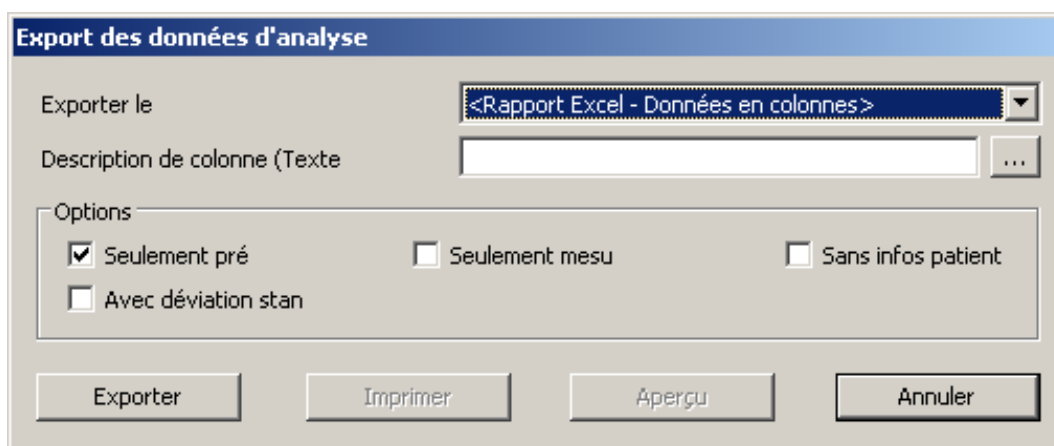 Export des données d'analyse
Exporter le <Rapport Excel - Données en colonnes>
Description de colonne (Texte ...
Options
Seulement pré Seulement mesu Sans infos patient
Avec déviation stan
Exporter Imprimer Aperçu Annuler